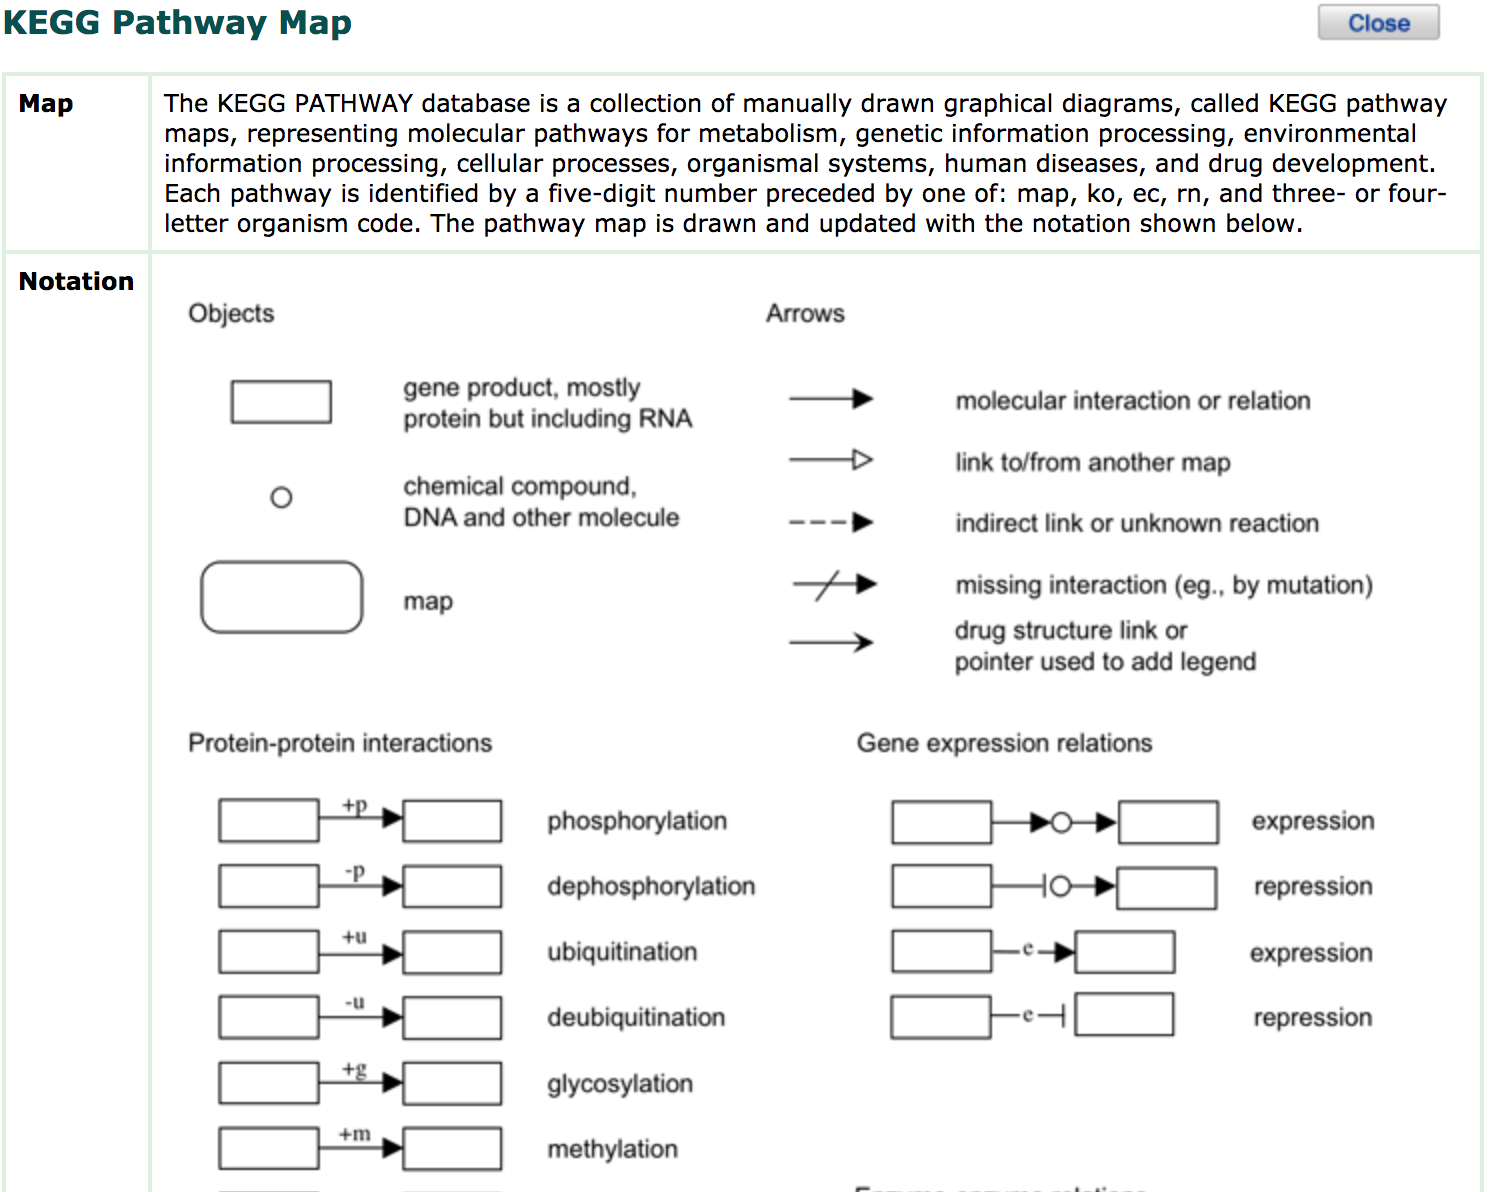 KEGG Pathway Map
Close
Map
The KEGG PATHWAY database is a collection of manually drawn graphical diagrams, called KEGG pathway
maps, representing molecular pathways for metabolism, genetic information processing, environmental
information processing, cellular processes, organismal systems, human diseases, and drug development.
Each pathway is identified by a five-digit number preceded by one of: map, ko, ec, rn, and three- or four-
letter organism code. The pathway map is drawn and updated with the notation shown below.
Notation
Objects
gene product, mostly
protein but including RNA
chemical compound,
DNA and other molecule
map
Arrows
molecular interaction or relation
link to/from another map
indirect link or unknown reaction
missing interaction (eg., by mutation)
drug structure link or
pointer used to add legend
Protein-protein interactions
+p
phosphorylation
-p
dephosphorylation
+u
ubiquitination
-u
deubiquitination
+g
glycosylation
+m
methylation
Gene expression relations
expression
repression
e
expression
e
repression